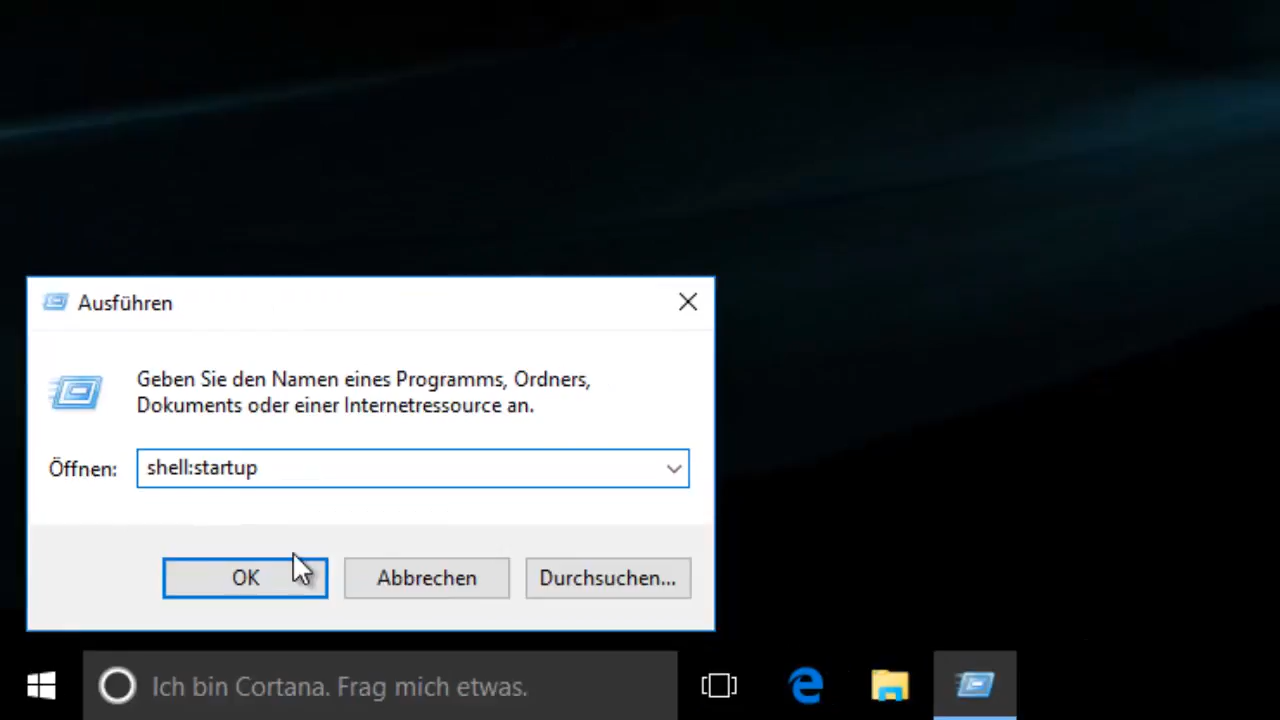 Ausführen
Geben Sie den Namen eines Programms, Ordners,
Dokuments oder einer Internetressource an.
Öffnen: shell:startup
OK Abbrechen Durchsuchen...
Ich bin Cortana. Frag mich etwas.